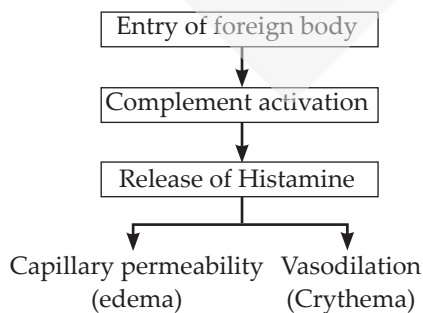 Entry of foreign body
Complement activation
Release of Histamine
Capillary permeability
(edema)
Vasodilation
(Crythema)